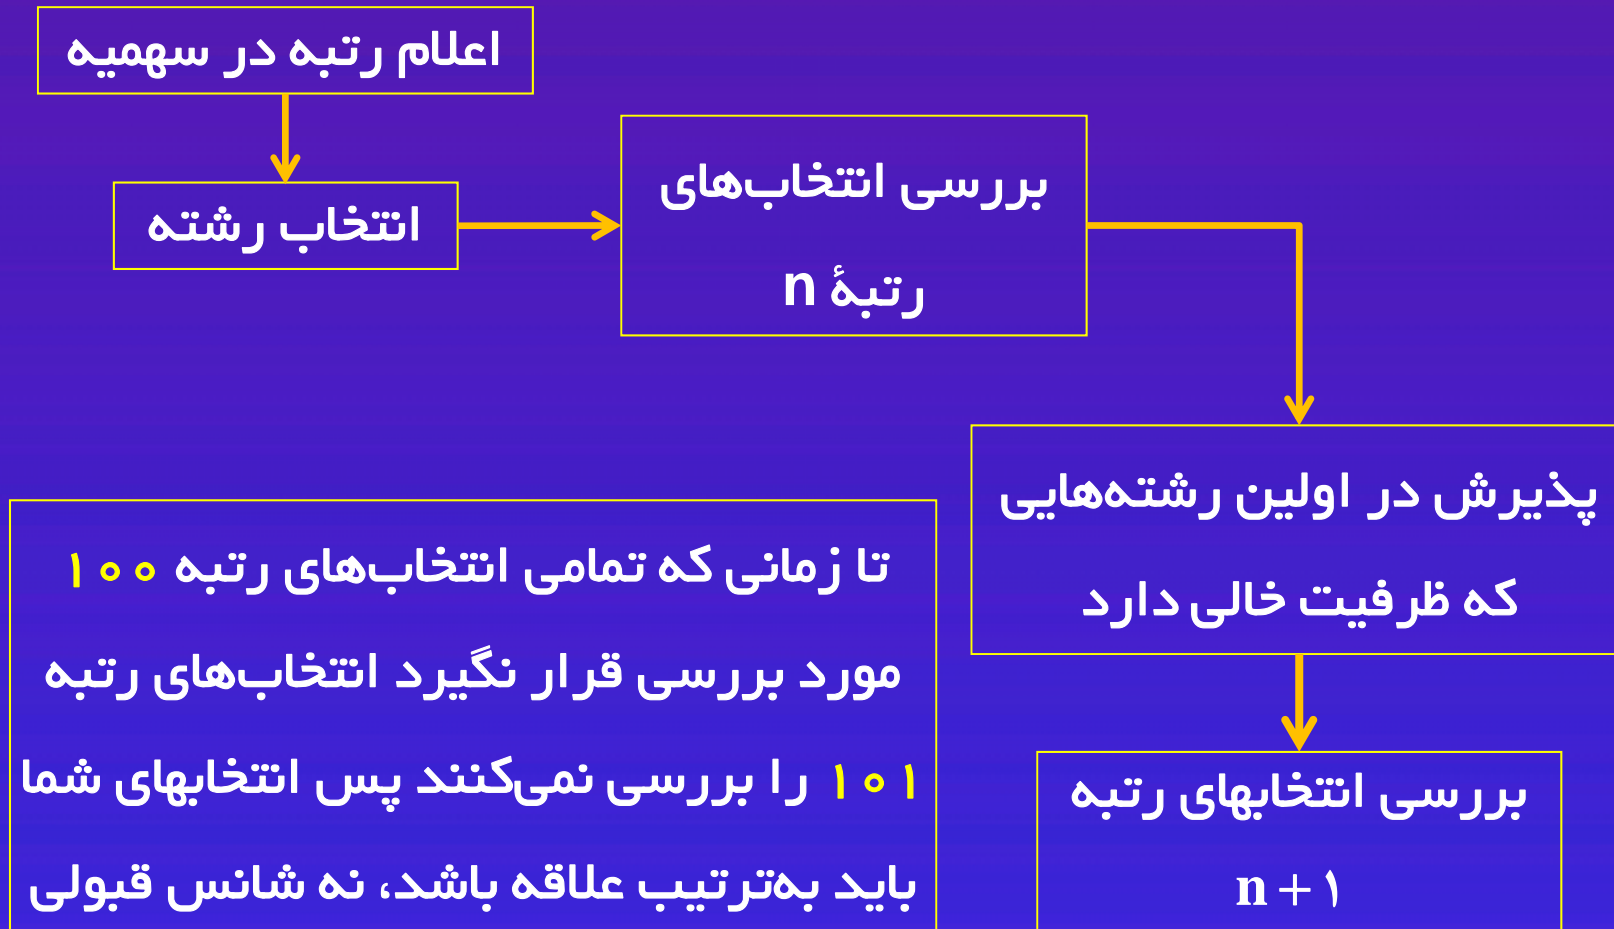 اعلام رتبه در سهمیه
انتخاب رشته
بررسی انتخاب‌های
رتبهٔ n
پذیرش در اولین رشته‌هایی
که ظرفیت خالی دارد
بررسی انتخابهای رتبه
n + ۱
تا زمانی که تمامی انتخاب‌های رتبه ۱۰۰
مورد بررسی قرار نگیرد انتخاب‌های رتبه
۱۰۱ را بررسی نمی‌کنند پس انتخابهای شما
باید به‌ترتیب علاقه باشد، نه شانس قبولی